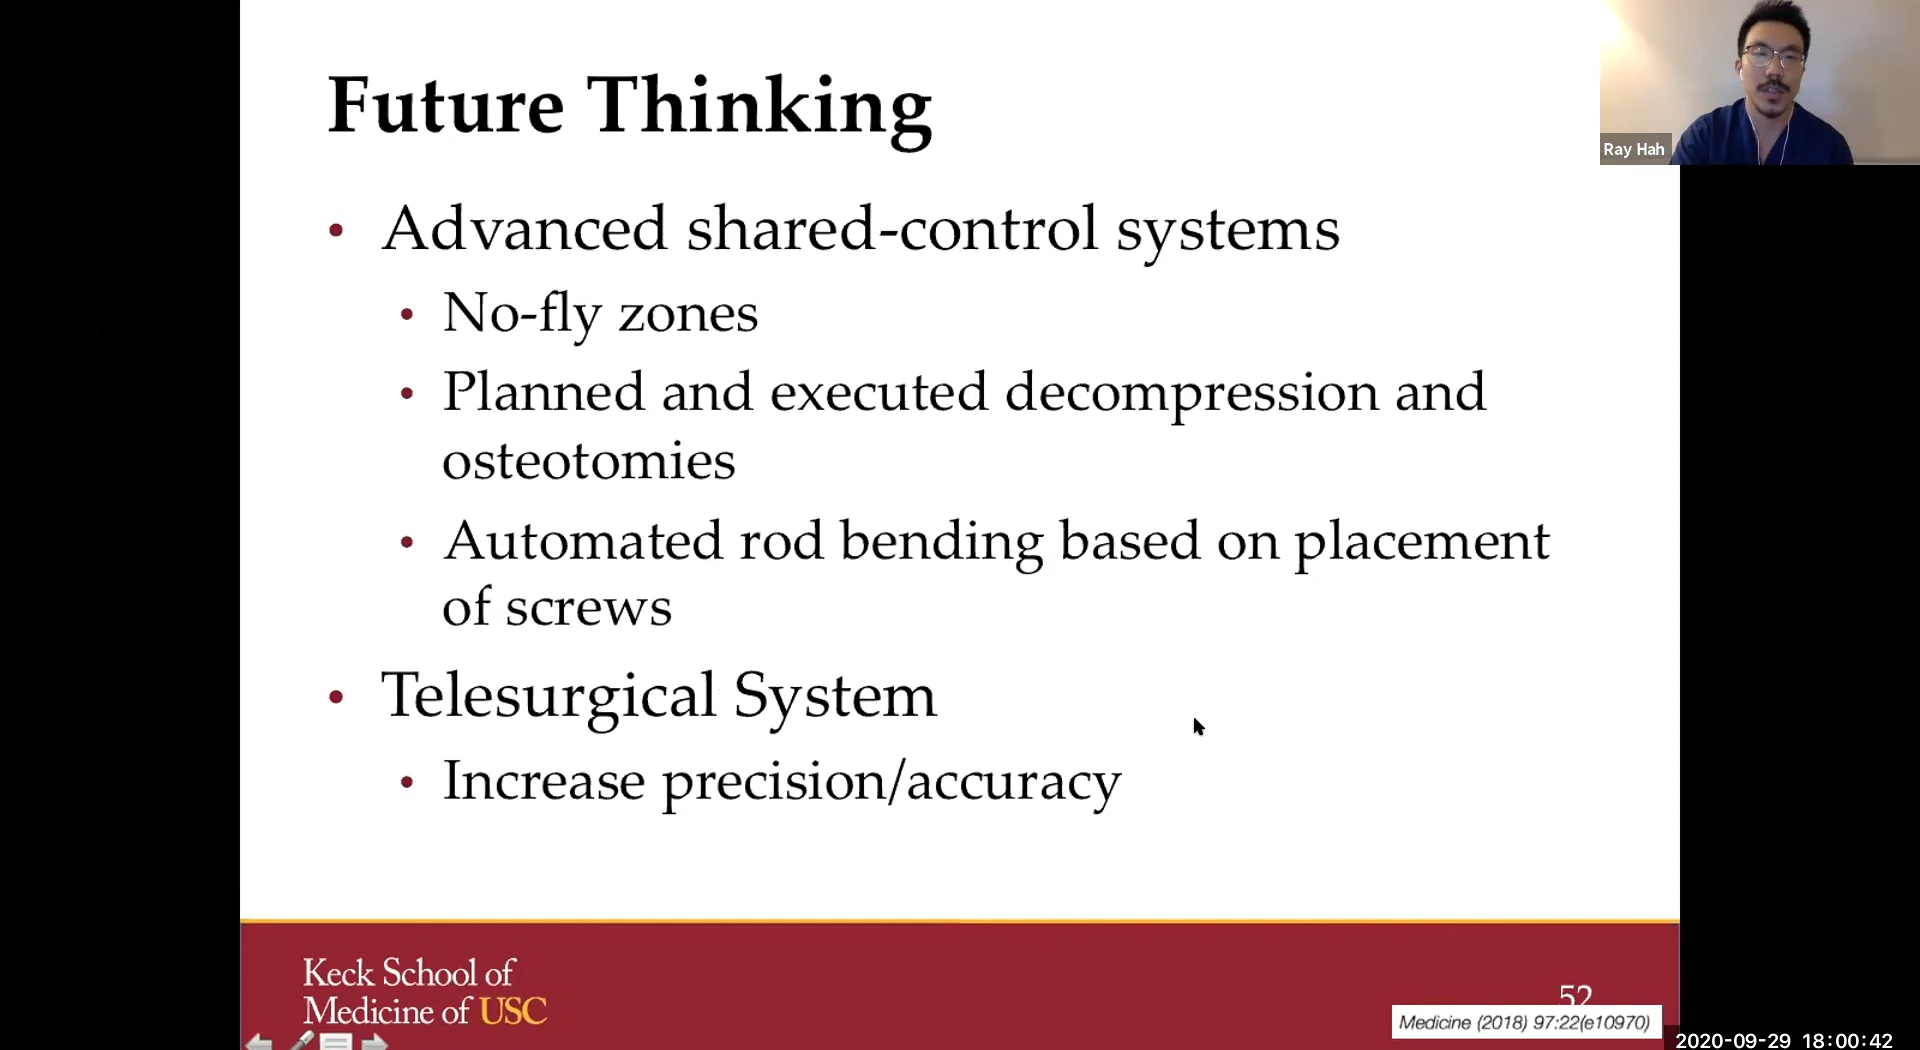 Future Thinking
Ray Hah
• Advanced shared-control systems
• No-fly zones
• Planned and executed decompression and
osteotomies
• Automated rod bending based on placement
of screws
• Telesurgical System
• Increase precision/accuracy
Keck School of
Medicine of USC
52
Medicine (2018) 97:22(e10970)
2020-09-29 18:00:42